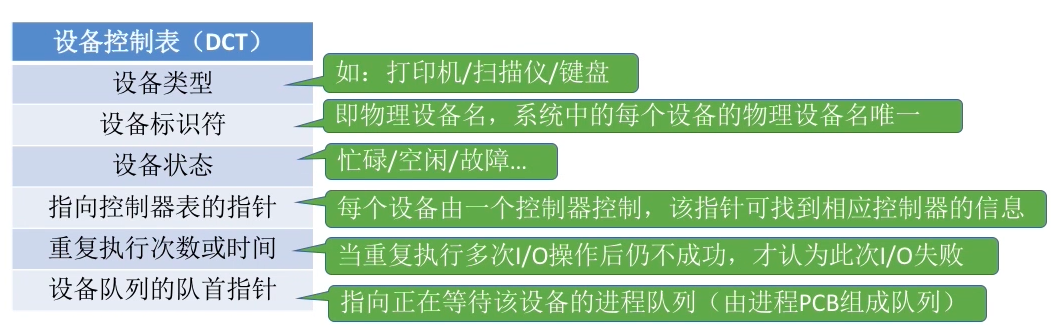 设备控制表（DCT）
设备类型
如：打印机/扫描仪/键盘
设备标识符
即物理设备名，系统中的每个设备的物理设备名唯一
设备状态
忙碌/空闲/故障...
指向控制器表的指针
每个设备由一个控制器控制，该指针可找到相应控制器的信息
重复执行次数或时间
当重复执行多次I/O操作后仍不成功，才认为此次I/O失败
设备队列的队首指针
指向正在等待该设备的进程队列（由进程PCB组成队列）